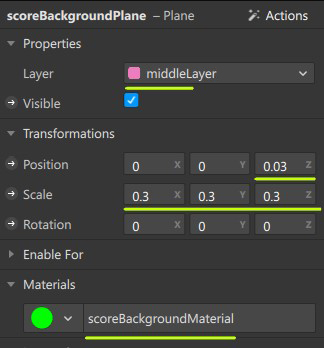 scoreBackgroundPlane – Plane Actions
Properties
Layer middleLayer
Visible
Transformations
Position 0 X 0 Y 0.03 Z
Scale 0.3 X 0.3 Y 0.3 Z
Rotation 0 X 0 Y 0 Z
Enable For
Materials
scoreBackgroundMaterial